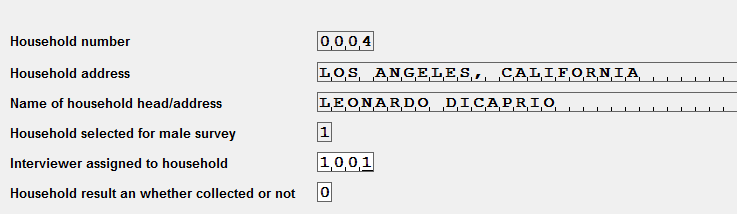 Household number 0004
Household address LOS ANGELES, CALIFORNIA
Name of household head/address LEONARDO DICAPRIO
Household selected for male survey 1
Interviewer assigned to household 1001
Household result an whether collected or not 0